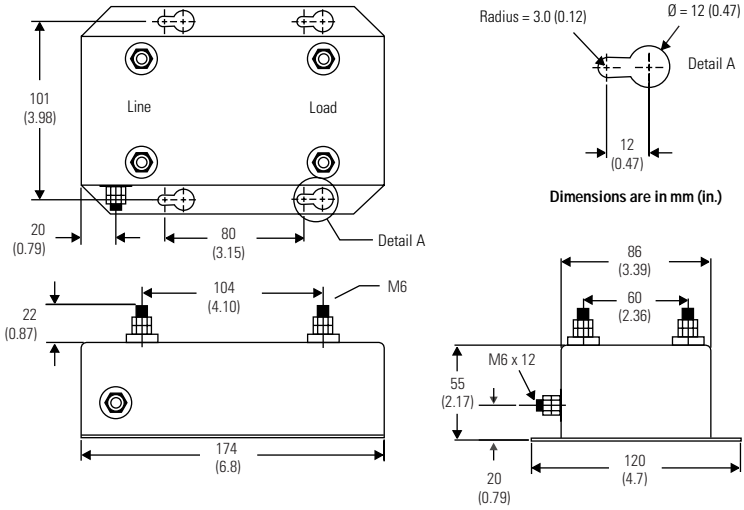 Radius = 3.0 (0.12)
Ø = 12 (0.47)
Detail A
101
(3.98)
Line
Load
12
(0.47)
Dimensions are in mm (in.)
20
(0.79)
80
(3.15)
Detail A
86
(3.39)
104
(4.10)
M6
22
(0.87)
60
(2.36)
M6 x 12
55
(2.17)
174
(6.8)
20
(0.79)
120
(4.7)